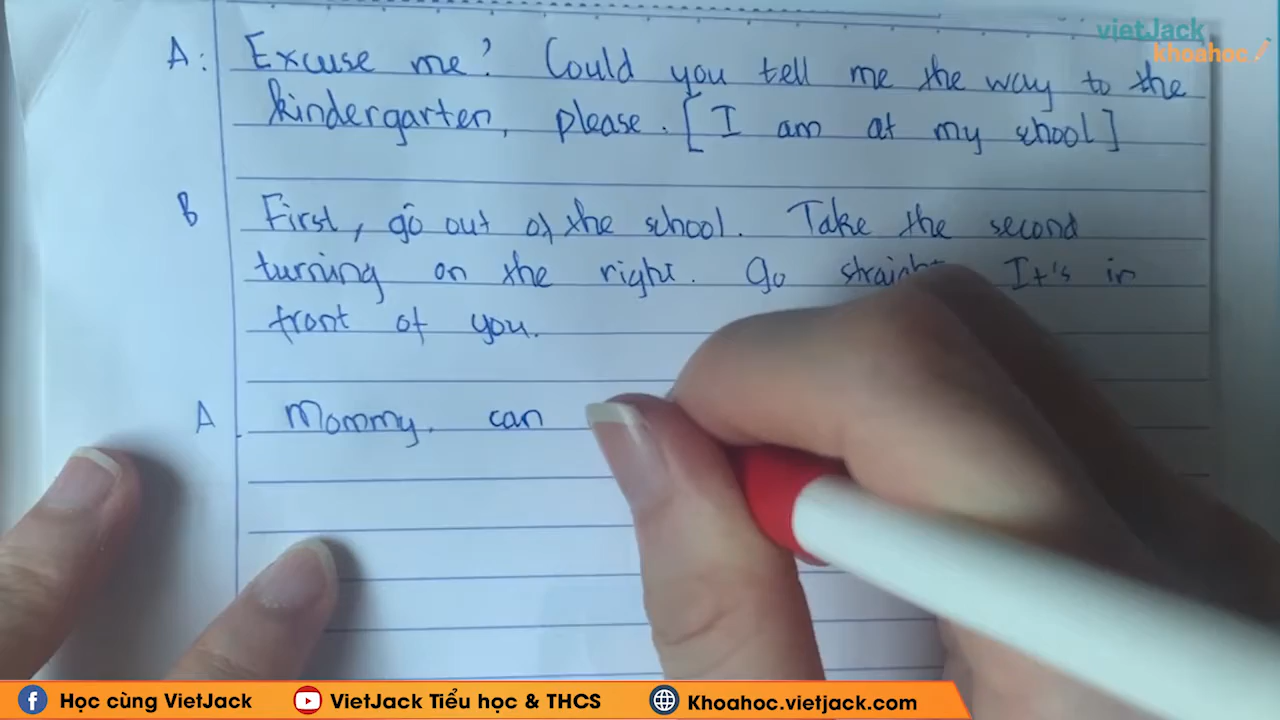 vietJack
khoahoc
A: Excuse me? Could you tell me the way to the
kindergarten, please. [I am at my school]
B First, go out of the school. Take the second
turning on the right. Go straight It's in
front of you.
A Mommy, can
Học cùng VietJack
VietJack Tiểu học & THCS
Khoahoc.vietjack.com